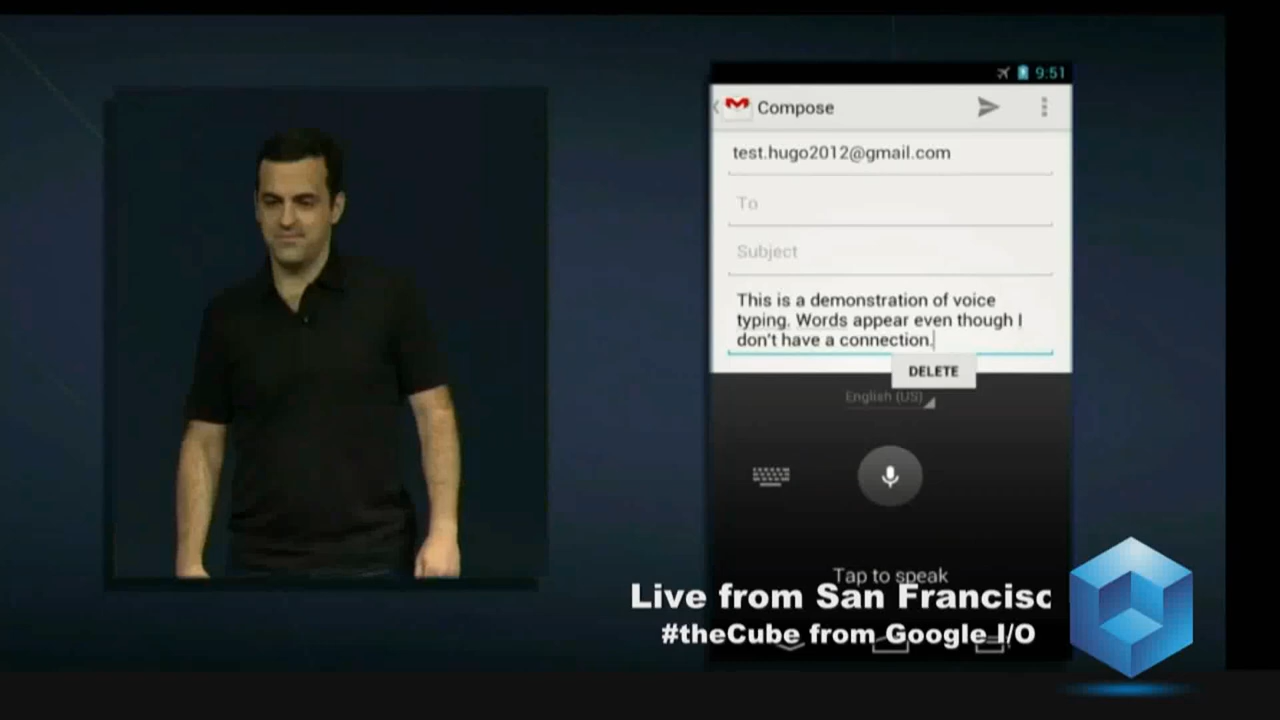 9:51
Compose
test.hugo2012@gmail.com
To
Subject
This is a demonstration of voice
typing. Words appear even though I
don't have a connection.
DELETE
English (US)
Tap to speak
Live from San Francisc
#theCube from Google I/O